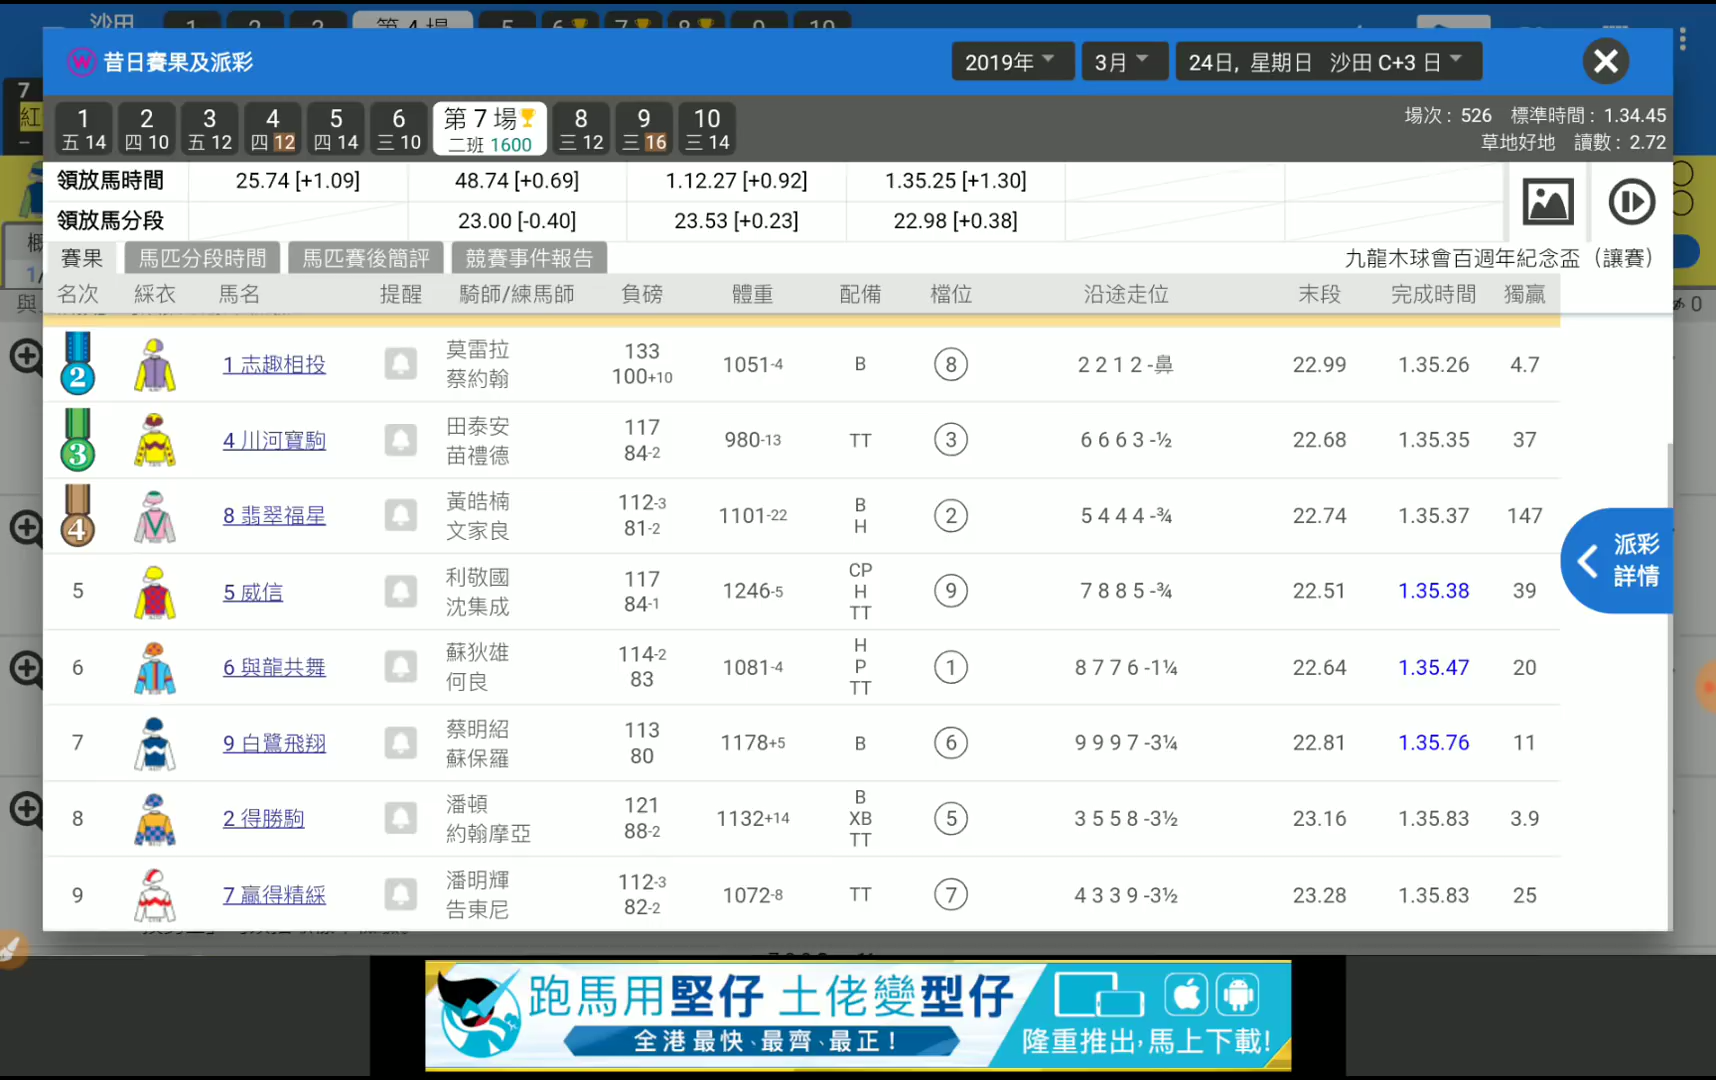 沙田 1 2 3 第 4 場 5 6 7 8 9 10
昔日賽果及派彩 2019年 3月 24日, 星期日 沙田 C+3 日
7
紅
1 2 3 4 5 6 第 7 場 8 9 10
五 14 四 10 五 12 四 12 四 14 三 10 二班 1600 三 12 三 16 三 14
場次 : 526 標準時間 : 1.34.45
草地好地 讀數 : 2.72
領放馬時間 25.74 [+1.09] 48.74 [+0.69] 1.12.27 [+0.92] 1.35.25 [+1.30]
領放馬分段 23.00 [-0.40] 23.53 [+0.23] 22.98 [+0.38]
賽果 馬匹分段時間 馬匹賽後簡評 競賽事件報告 九龍木球會百週年紀念盃（讓賽）
名次 綵衣 馬名 提醒 騎師/練馬師 負磅 體重 配備 檔位 沿途走位 末段 完成時間 獨贏
2 1 志趣相投 莫雷拉 蔡約翰 133 100+10 1051-4 B 8 2 2 1 2 -鼻 22.99 1.35.26 4.7
3 4 川河寶駒 田泰安 苗禮德 117 84-2 980-13 TT 3 6 6 6 3 -½ 22.68 1.35.35 37
4 8 翡翠福星 黃皓楠 文家良 112-3 81-2 1101-22 B H 2 5 4 4 4 -¾ 22.74 1.35.37 147
5 5 威信 利敬國 沈集成 117 84-1 1246-5 CP H TT 9 7 8 8 5 -¾ 22.51 1.35.38 39
6 6 與龍共舞 蘇狄雄 何良 114-2 83 1081-4 H P TT 1 8 7 7 6 -1¼ 22.64 1.35.47 20
7 9 白鷺飛翔 蔡明紹 蘇保羅 113 80 1178+5 B 6 9 9 9 7 -3¼ 22.81 1.35.76 11
8 2 得勝駒 潘頓 約翰摩亞 121 88-2 1132+14 B XB TT 5 3 5 5 8 -3½ 23.16 1.35.83 3.9
9 7 贏得精綵 潘明輝 告東尼 112-3 82-2 1072-8 TT 7 4 3 3 9 -3½ 23.28 1.35.83 25
派彩
詳情
跑馬用堅仔 土佬變型仔
全港最快、最齊、最正！
隆重推出，馬上下載！